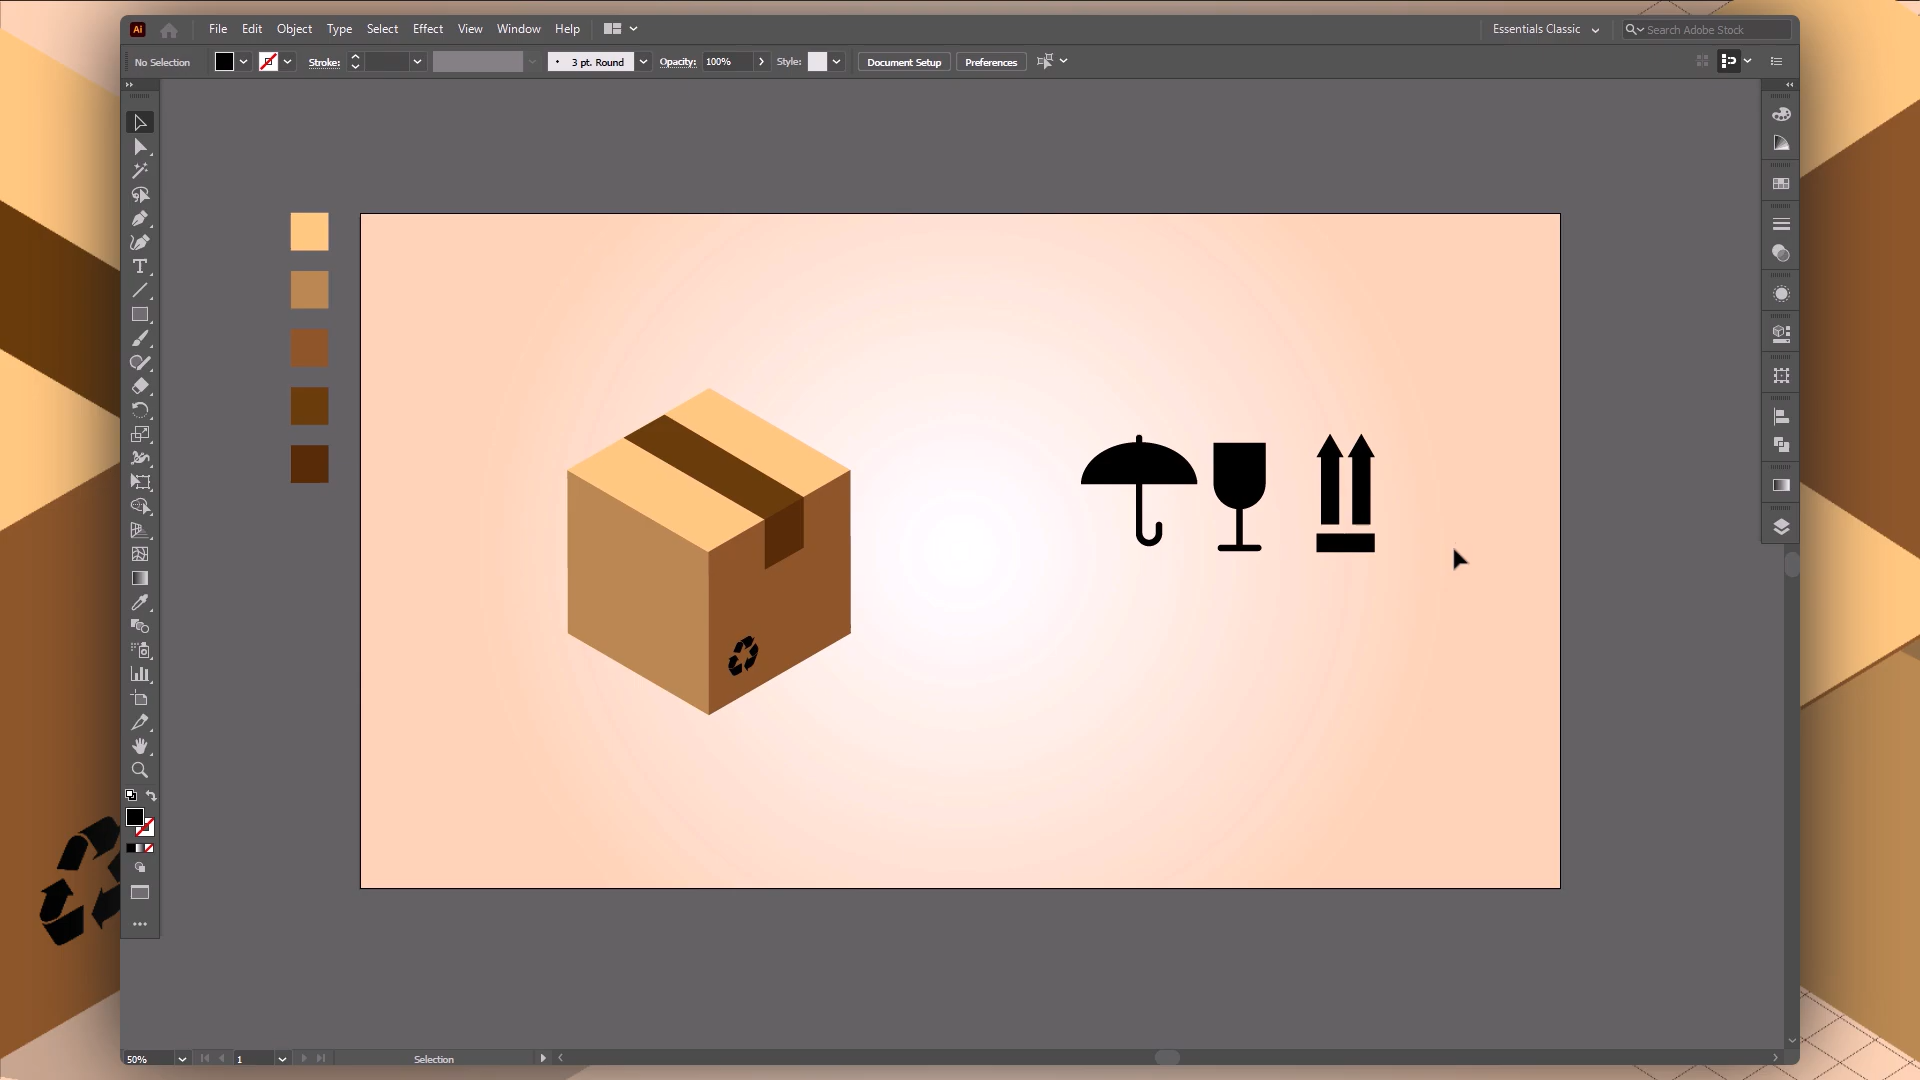 Ai File Edit Object Type Select Effect View Window Help Essentials Classic Search Adobe Stock
No Selection Stroke: 3 pt. Round Opacity: 100% Style: Document Setup Preferences
50% 1 Selection